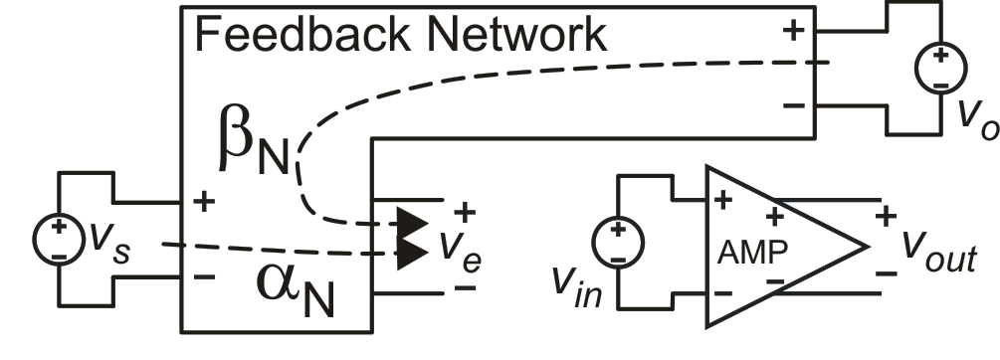 Feedback Network
+
−
+
−
v_o
β_N
+
−
v_s
+
−
α_N
+
v_e
−
+
−
v_in
+
−
AMP
+
−
+
v_out
−